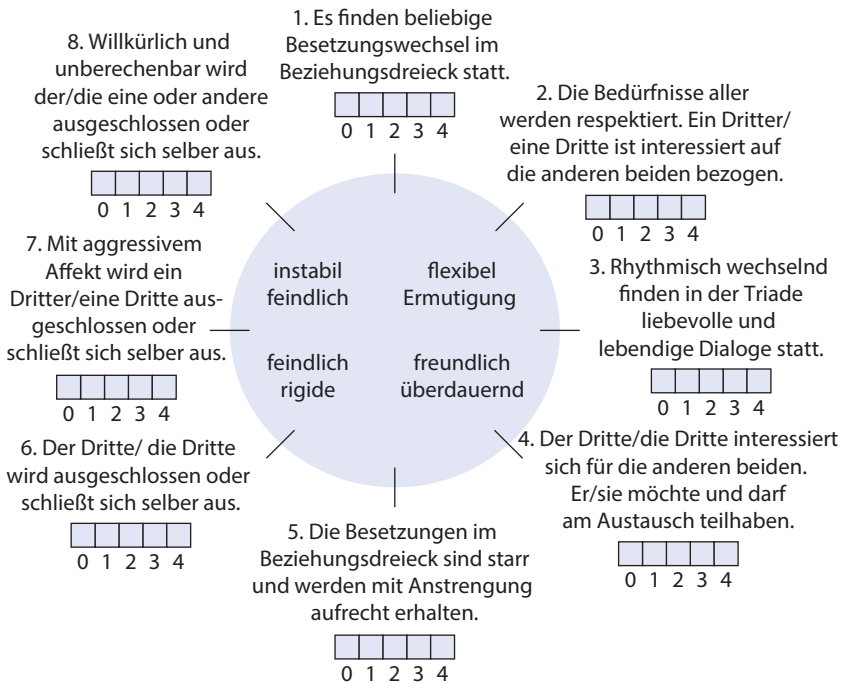 1. Es finden beliebige
Besetzungswechsel im
Beziehungsdreieck statt.
0 1 2 3 4
2. Die Bedürfnisse aller
werden respektiert. Ein Dritter/
eine Dritte ist interessiert auf
die anderen beiden bezogen.
0 1 2 3 4
3. Rhythmisch wechselnd
finden in der Triade
liebevolle und
lebendige Dialoge statt.
0 1 2 3 4
4. Der Dritte/die Dritte interessiert
sich für die anderen beiden.
Er/sie möchte und darf
am Austausch teilhaben.
0 1 2 3 4
5. Die Besetzungen im
Beziehungsdreieck sind starr
und werden mit Anstrengung
aufrecht erhalten.
0 1 2 3 4
6. Der Dritte/ die Dritte
wird ausgeschlossen oder
schließt sich selber aus.
0 1 2 3 4
7. Mit aggressivem
Affekt wird ein
Dritter/eine Dritte aus-
geschlossen oder
schließt sich selber aus.
0 1 2 3 4
8. Willkürlich und
unberechenbar wird
der/die eine oder andere
ausgeschlossen oder
schließt sich selber aus.
0 1 2 3 4
instabil
feindlich
flexibel
Ermutigung
feindlich
rigide
freundlich
überdauernd